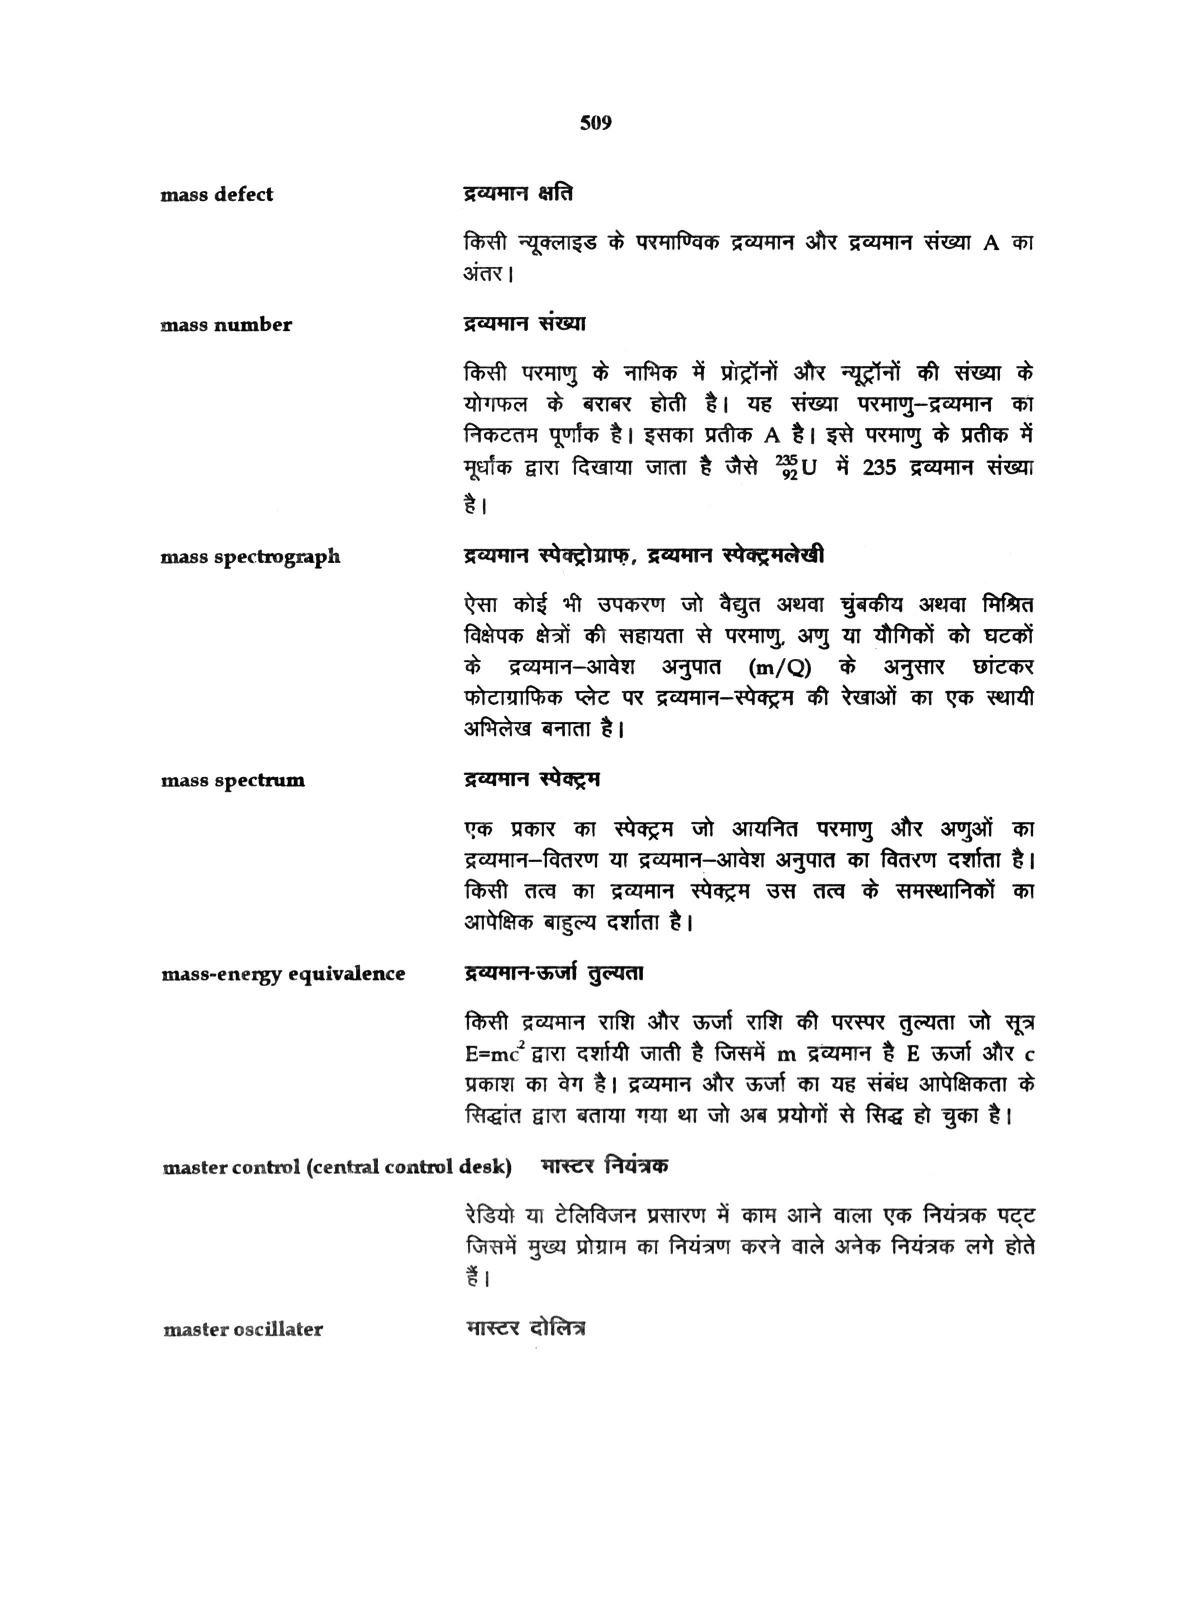 509
mass defect द्रव्यमान क्षति
किसी न्यूक्लाइड के परमाण्विक द्रव्यमान और द्रव्यमान संख्या A का
अंतर।
mass number द्रव्यमान संख्या
किसी परमाणु के नाभिक में प्रोट्रॉनों और न्यूट्रॉनों की संख्या के
योगफल के बराबर होती है। यह संख्या परमाणु–द्रव्यमान का
निकटतम पूर्णांक है। इसका प्रतीक A है। इसे परमाणु के प्रतीक में
मूर्धांक द्वारा दिखाया जाता है जैसे ²³⁵₉₂U में 235 द्रव्यमान संख्या
है।
mass spectrograph द्रव्यमान स्पेक्ट्रोग्राफ, द्रव्यमान स्पेक्ट्रमलेखी
ऐसा कोई भी उपकरण जो वैद्युत अथवा चुंबकीय अथवा मिश्रित
विक्षेपक क्षेत्रों की सहायता से परमाणु, अणु या यौगिकों को घटकों
के द्रव्यमान–आवेश अनुपात (m/Q) के अनुसार छांटकर
फोटाग्राफिक प्लेट पर द्रव्यमान–स्पेक्ट्रम की रेखाओं का एक स्थायी
अभिलेख बनाता है।
mass spectrum द्रव्यमान स्पेक्ट्रम
एक प्रकार का स्पेक्ट्रम जो आयनित परमाणु और अणुओं का
द्रव्यमान–वितरण या द्रव्यमान–आवेश अनुपात का वितरण दर्शाता है।
किसी तत्व का द्रव्यमान स्पेक्ट्रम उस तत्व के समस्थानिकों का
आपेक्षिक बाहुल्य दर्शाता है।
mass-energy equivalence द्रव्यमान-ऊर्जा तुल्यता
किसी द्रव्यमान राशि और ऊर्जा राशि की परस्पर तुल्यता जो सूत्र
E=mc² द्वारा दर्शायी जाती है जिसमें m द्रव्यमान है E ऊर्जा और c
प्रकाश का वेग है। द्रव्यमान और ऊर्जा का यह संबंध आपेक्षिकता के
सिद्धांत द्वारा बताया गया था जो अब प्रयोगों से सिद्ध हो चुका है।
master control (central control desk) मास्टर नियंत्रक
रेडियो या टेलिविजन प्रसारण में काम आने वाला एक नियंत्रक पट्ट
जिसमें मुख्य प्रोग्राम का नियंत्रण करने वाले अनेक नियंत्रक लगे होते
हैं।
master oscillater मास्टर दोलित्र